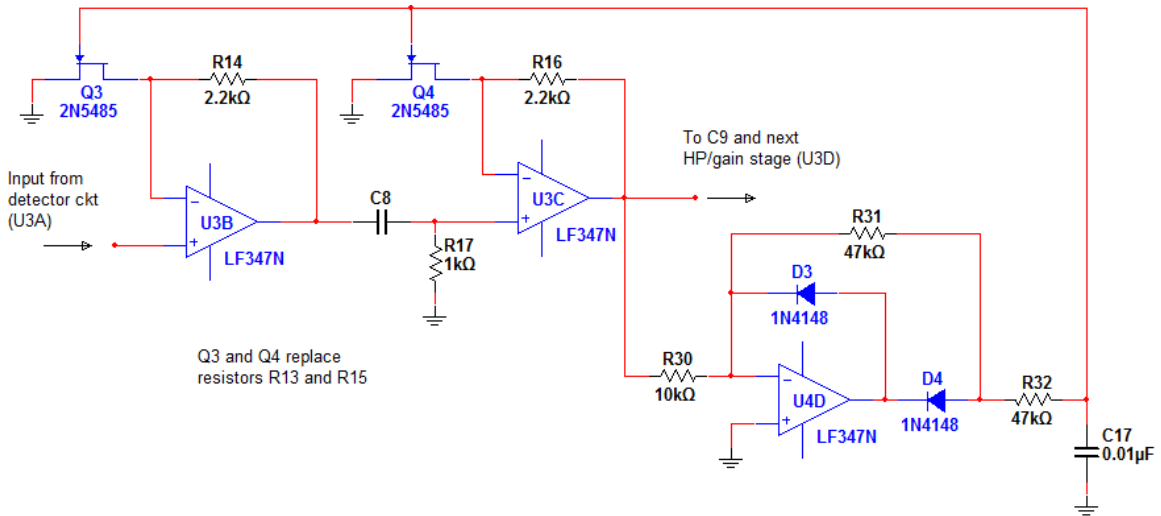 R14
2.2kΩ
Q3
2N5485
R16
2.2kΩ
Q4
2N5485
Input from
detector ckt
(U3A)
−
+
U3B
LF347N
C8
R17
1kΩ
−
+
U3C
LF347N
To C9 and next
HP/gain stage (U3D)
Q3 and Q4 replace
resistors R13 and R15
R31
47kΩ
D3
1N4148
R30
10kΩ
−
+
U4D
LF347N
D4
1N4148
R32
47kΩ
C17
0.01µF